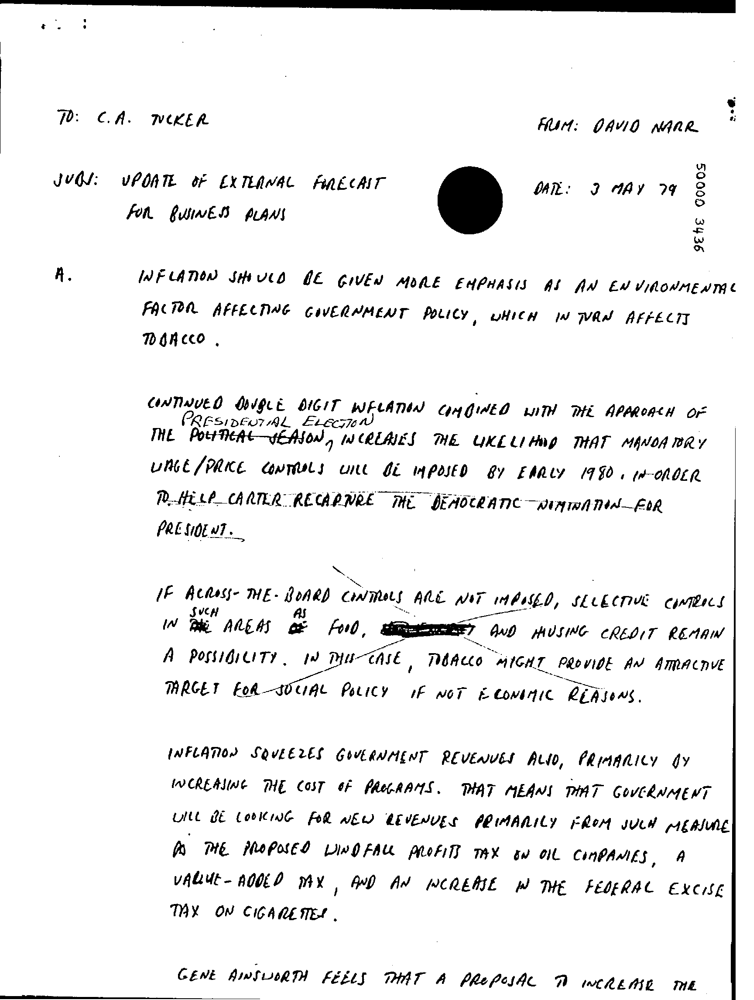 TO: C.A. TUCKER
FROM: DAVID NARR
SUBJ: UPDATE OF EXTERNAL FORECAST
FOR BUSINESS PLANS
DATE: 3 MAY 79
50000 3436
A. INFLATION SHOULD BE GIVEN MORE EMPHASIS AS AN ENVIRONMENTAL
FACTOR AFFECTING GOVERNMENT POLICY, WHICH IN TURN AFFECTS
TOBACCO.
CONTINUED DOUBLE DIGIT INFLATION COMBINED WITH THE APPROACH OF
PRESIDENTIAL ELECTION
THE POLITICAL SEASON, INCREASES THE LIKELIHOOD THAT MANDATORY
WAGE/PRICE CONTROLS WILL BE IMPOSED BY EARLY 1980. IN ORDER
TO HELP CARTER RECAPTURE THE DEMOCRATIC NOMINATION FOR
PRESIDENT.
IF ACROSS-THE-BOARD CONTROLS ARE NOT IMPOSED, SELECTIVE CONTROLS
SUCH AS
IN THE AREAS OF FOOD, AND HOUSING CREDIT REMAIN
A POSSIBILITY. IN THIS CASE, TOBACCO MIGHT PROVIDE AN ATTRACTIVE
TARGET FOR SOCIAL POLICY IF NOT ECONOMIC REASONS.
INFLATION SQUEEZES GOVERNMENT REVENUES ALSO, PRIMARILY BY
INCREASING THE COST OF PROGRAMS. THAT MEANS THAT GOVERNMENT
WILL BE LOOKING FOR NEW REVENUES PRIMARILY FROM SUCH MEASURE
AS THE PROPOSED WINDFALL PROFITS TAX ON OIL COMPANIES, A
VALUE-ADDED TAX, AND AN INCREASE IN THE FEDERAL EXCISE
TAX ON CIGARETTES.
GENE AINSWORTH FEELS THAT A PROPOSAL TO INCREASE THE